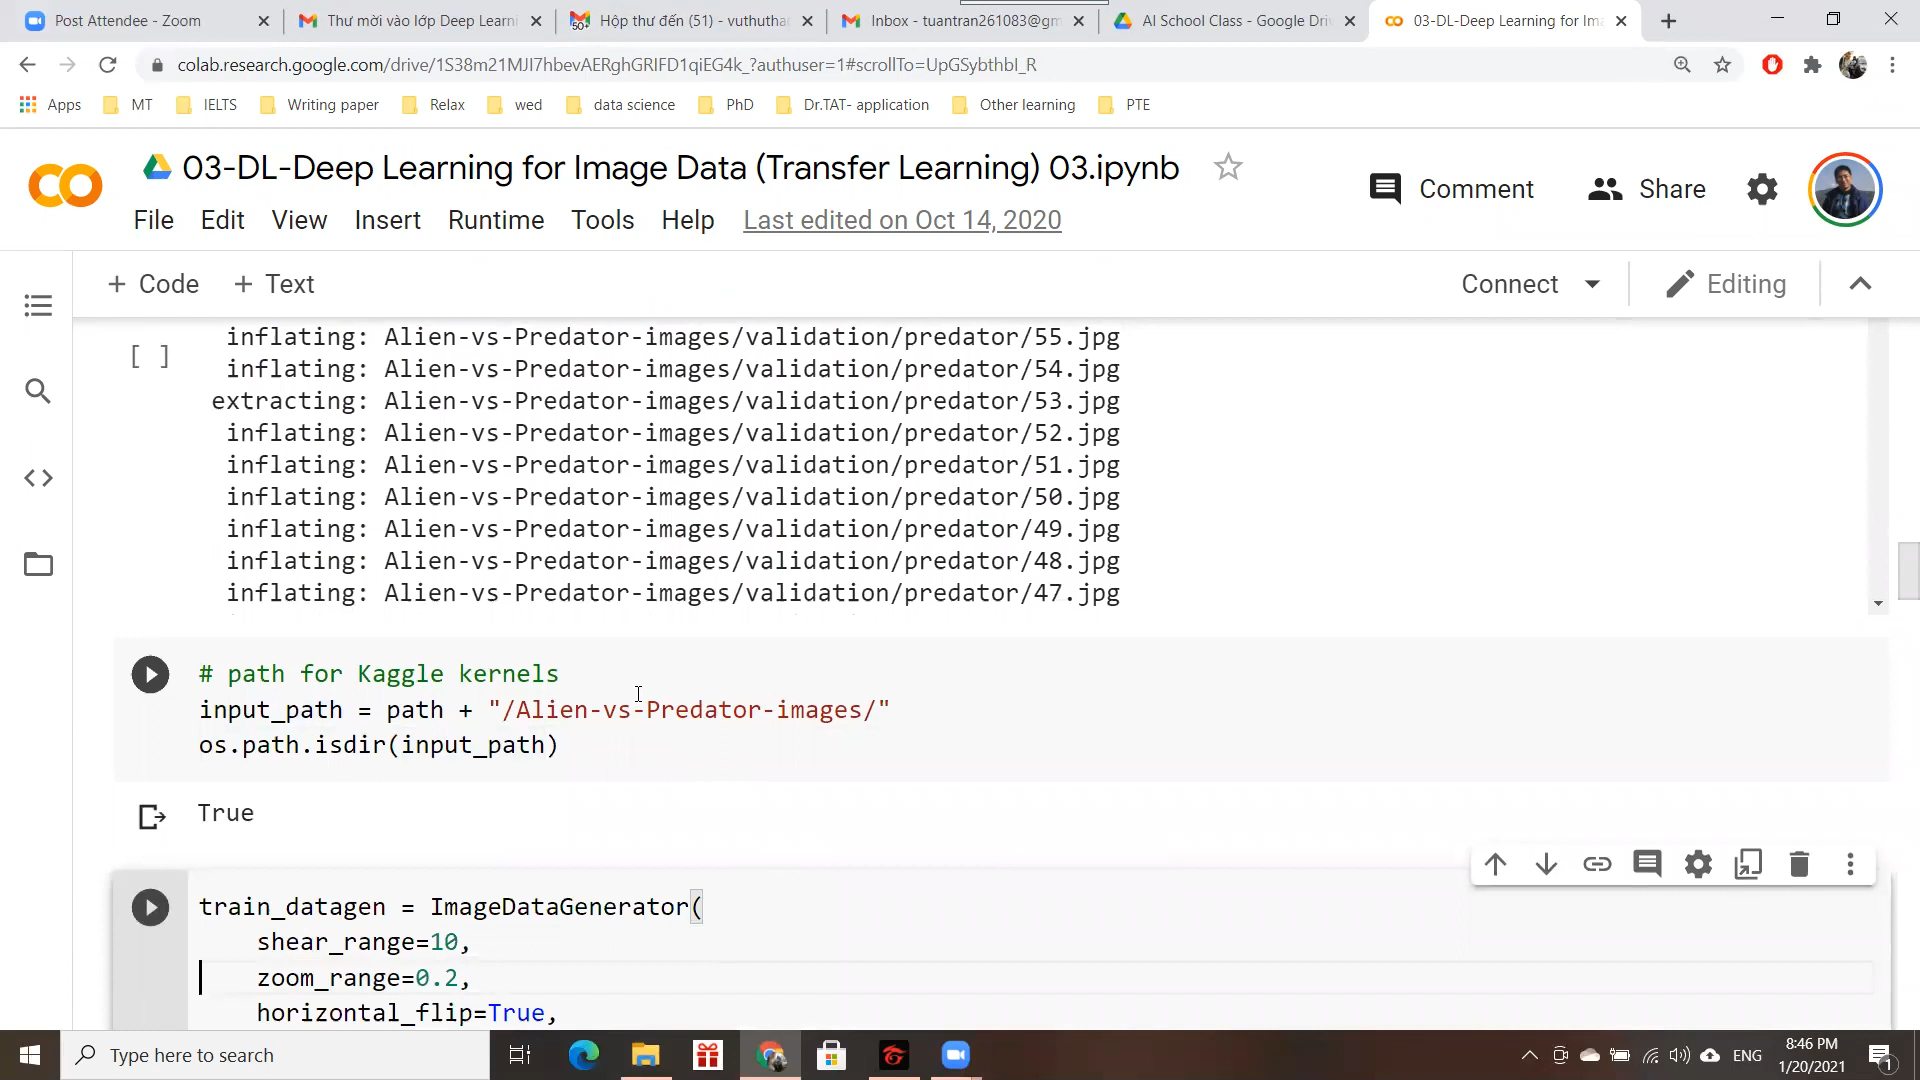 Post Attendee - Zoom
Thư mời vào lớp Deep Learni
Hộp thư đến (51) - vuthutha
Inbox - tuantran261083@gm
AI School Class - Google Driv
03-DL-Deep Learning for Ima
colab.research.google.com/drive/1S38m21MJI7hbevAERghGRIFD1qiEG4k_?authuser=1#scrollTo=UpGSybthbI_R
Apps
MT
IELTS
Writing paper
Relax
wed
data science
PhD
Dr.TAT- application
Other learning
PTE
03-DL-Deep Learning for Image Data (Transfer Learning) 03.ipynb
Comment
Share
File Edit View Insert Runtime Tools Help Last edited on Oct 14, 2020
+ Code + Text
Connect
Editing
[ ]
inflating: Alien-vs-Predator-images/validation/predator/55.jpg
inflating: Alien-vs-Predator-images/validation/predator/54.jpg
extracting: Alien-vs-Predator-images/validation/predator/53.jpg
inflating: Alien-vs-Predator-images/validation/predator/52.jpg
inflating: Alien-vs-Predator-images/validation/predator/51.jpg
inflating: Alien-vs-Predator-images/validation/predator/50.jpg
inflating: Alien-vs-Predator-images/validation/predator/49.jpg
inflating: Alien-vs-Predator-images/validation/predator/48.jpg
inflating: Alien-vs-Predator-images/validation/predator/47.jpg
# path for Kaggle kernels
input_path = path + "/Alien-vs-Predator-images/"
os.path.isdir(input_path)
True
train_datagen = ImageDataGenerator(
shear_range=10,
zoom_range=0.2,
horizontal_flip=True,
Type here to search
ENG
8:46 PM
1/20/2021
1